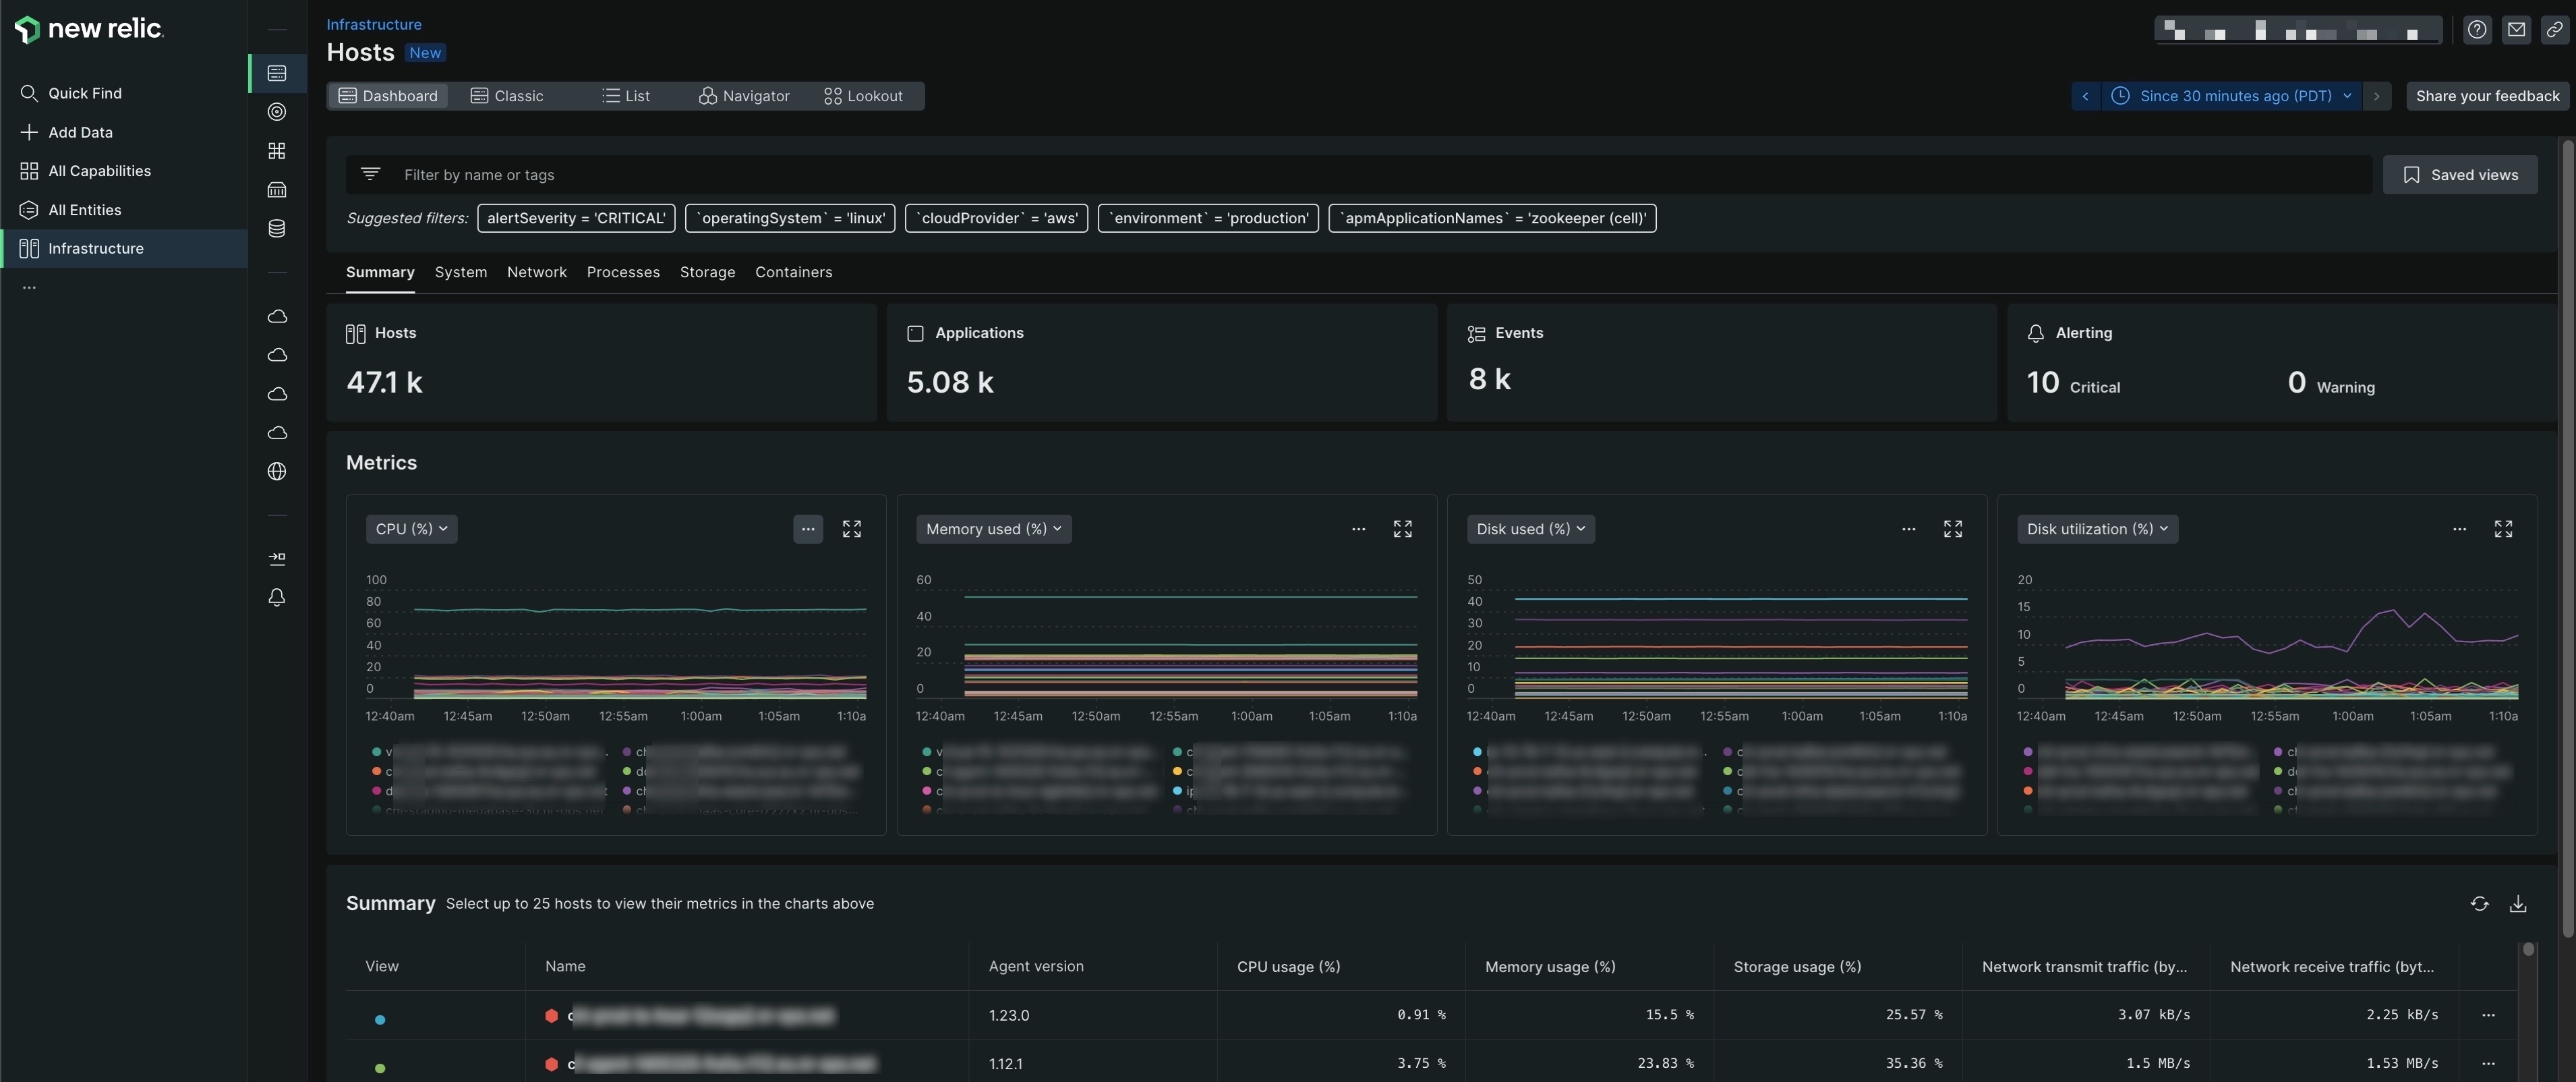 new relic.
Quick Find
Add Data
All Capabilities
All Entities
Infrastructure
...
Infrastructure
Hosts New
Dashboard Classic List Navigator Lookout
Since 30 minutes ago (PDT) Share your feedback
Filter by name or tags Saved views
Suggested filters: alertSeverity = 'CRITICAL' `operatingSystem` = 'linux' `cloudProvider` = 'aws' `environment` = 'production' `apmApplicationNames` = 'zookeeper (cell)'
Summary System Network Processes Storage Containers
Hosts
47.1 k
Applications
5.08 k
Events
8 k
Alerting
10 Critical 0 Warning
Metrics
CPU (%)
100
80
60
40
20
0
12:40am 12:45am 12:50am 12:55am 1:00am 1:05am 1:10a
Memory used (%)
60
40
20
0
12:40am 12:45am 12:50am 12:55am 1:00am 1:05am 1:10a
Disk used (%)
50
40
30
20
10
0
12:40am 12:45am 12:50am 12:55am 1:00am 1:05am 1:10a
Disk utilization (%)
20
15
10
5
0
12:40am 12:45am 12:50am 12:55am 1:00am 1:05am 1:10a
Summary Select up to 25 hosts to view their metrics in the charts above
View Name Agent version CPU usage (%) Memory usage (%) Storage usage (%) Network transmit traffic (by... Network receive traffic (byt...
1.23.0 0.91 % 15.5 % 25.57 % 3.07 kB/s 2.25 kB/s ...
1.12.1 3.75 % 23.83 % 35.36 % 1.5 MB/s 1.53 MB/s ...